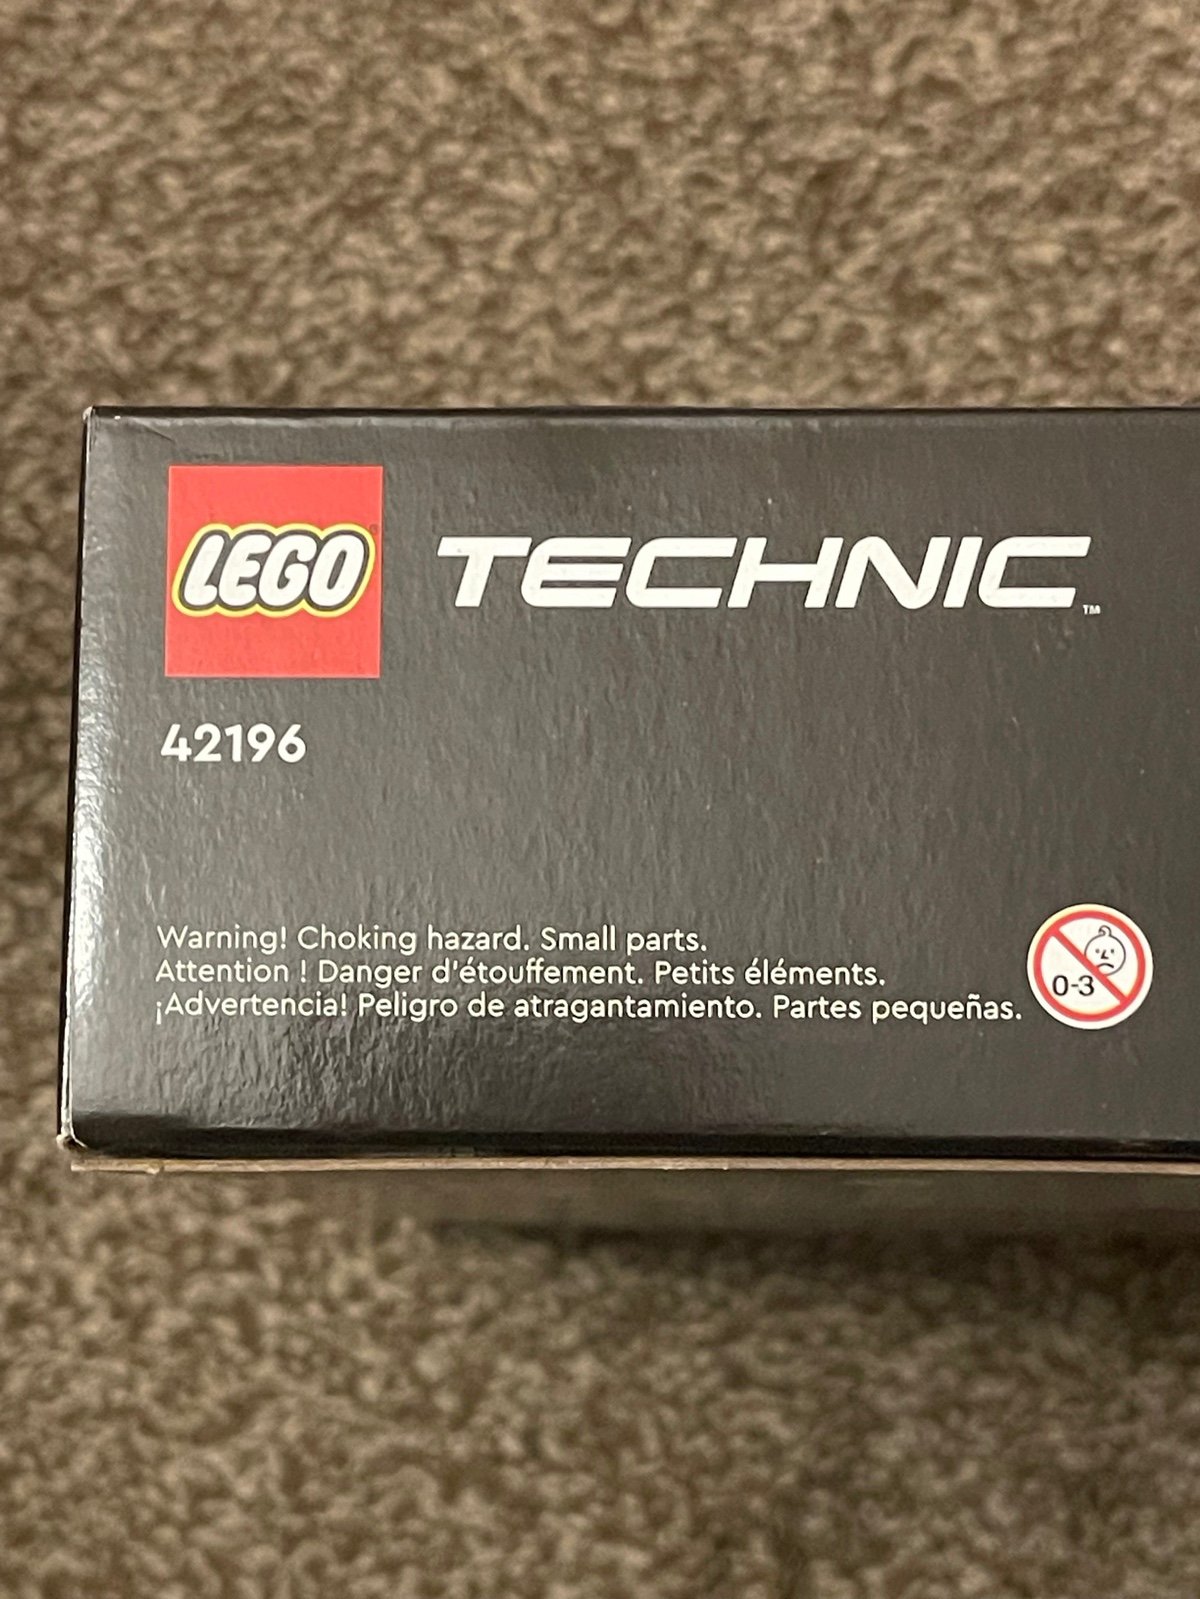 LEGO®
TECHNIC™
42196
Warning! Choking hazard. Small parts.
Attention ! Danger d'étouffement. Petits éléments.
¡Advertencia! Peligro de atragantamiento. Partes pequeñas.
0-3